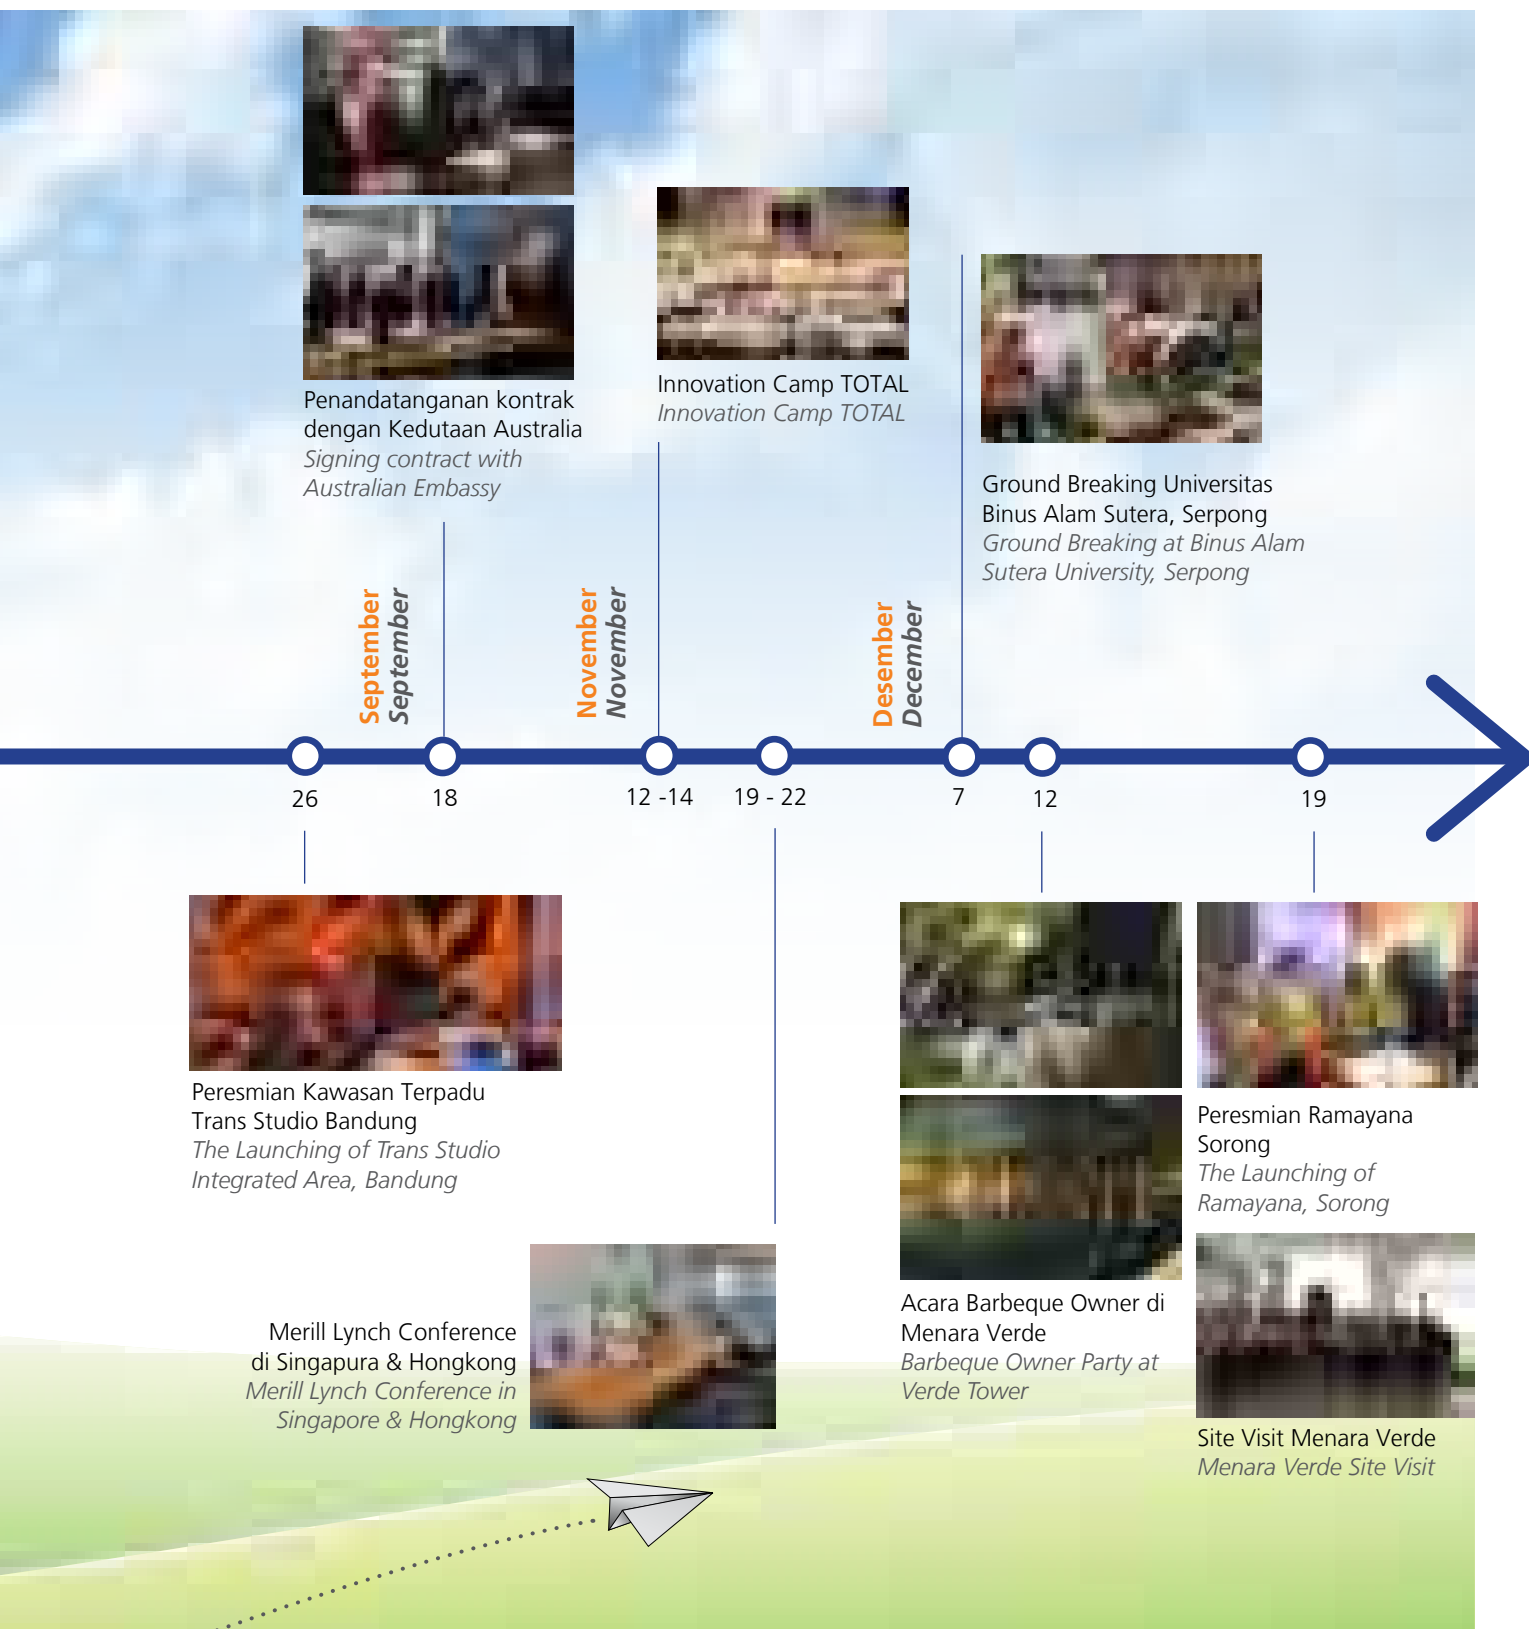 Penandatanganan kontrak
dengan Kedutaan Australia
Signing contract with
Australian Embassy
Innovation Camp TOTAL
Innovation Camp TOTAL
Ground Breaking Universitas
Binus Alam Sutera, Serpong
Ground Breaking at Binus Alam
Sutera University, Serpong
September
September
November
November
Desember
December
26
18
12 -14
19 - 22
7
12
19
Peresmian Kawasan Terpadu
Trans Studio Bandung
The Launching of Trans Studio
Integrated Area, Bandung
Merill Lynch Conference
di Singapura & Hongkong
Merill Lynch Conference in
Singapore & Hongkong
Acara Barbeque Owner di
Menara Verde
Barbeque Owner Party at
Verde Tower
Peresmian Ramayana
Sorong
The Launching of
Ramayana, Sorong
Site Visit Menara Verde
Menara Verde Site Visit